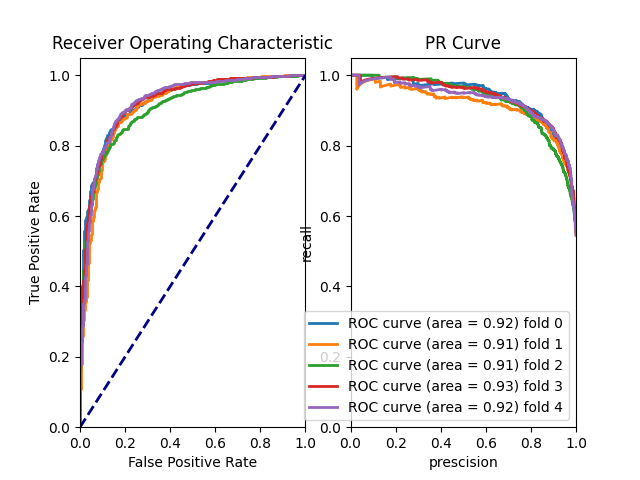 Receiver Operating Characteristic
1.0
0.8
0.6
0.4
0.2
0.0
True Positive Rate
0.0 0.2 0.4 0.6 0.8 1.0
False Positive Rate
PR Curve
1.0
0.8
0.6
0.4
0.2
0.0
recall
ROC curve (area = 0.92) fold 0
ROC curve (area = 0.91) fold 1
ROC curve (area = 0.91) fold 2
ROC curve (area = 0.93) fold 3
ROC curve (area = 0.92) fold 4
0.0 0.2 0.4 0.6 0.8 1.0
prescision